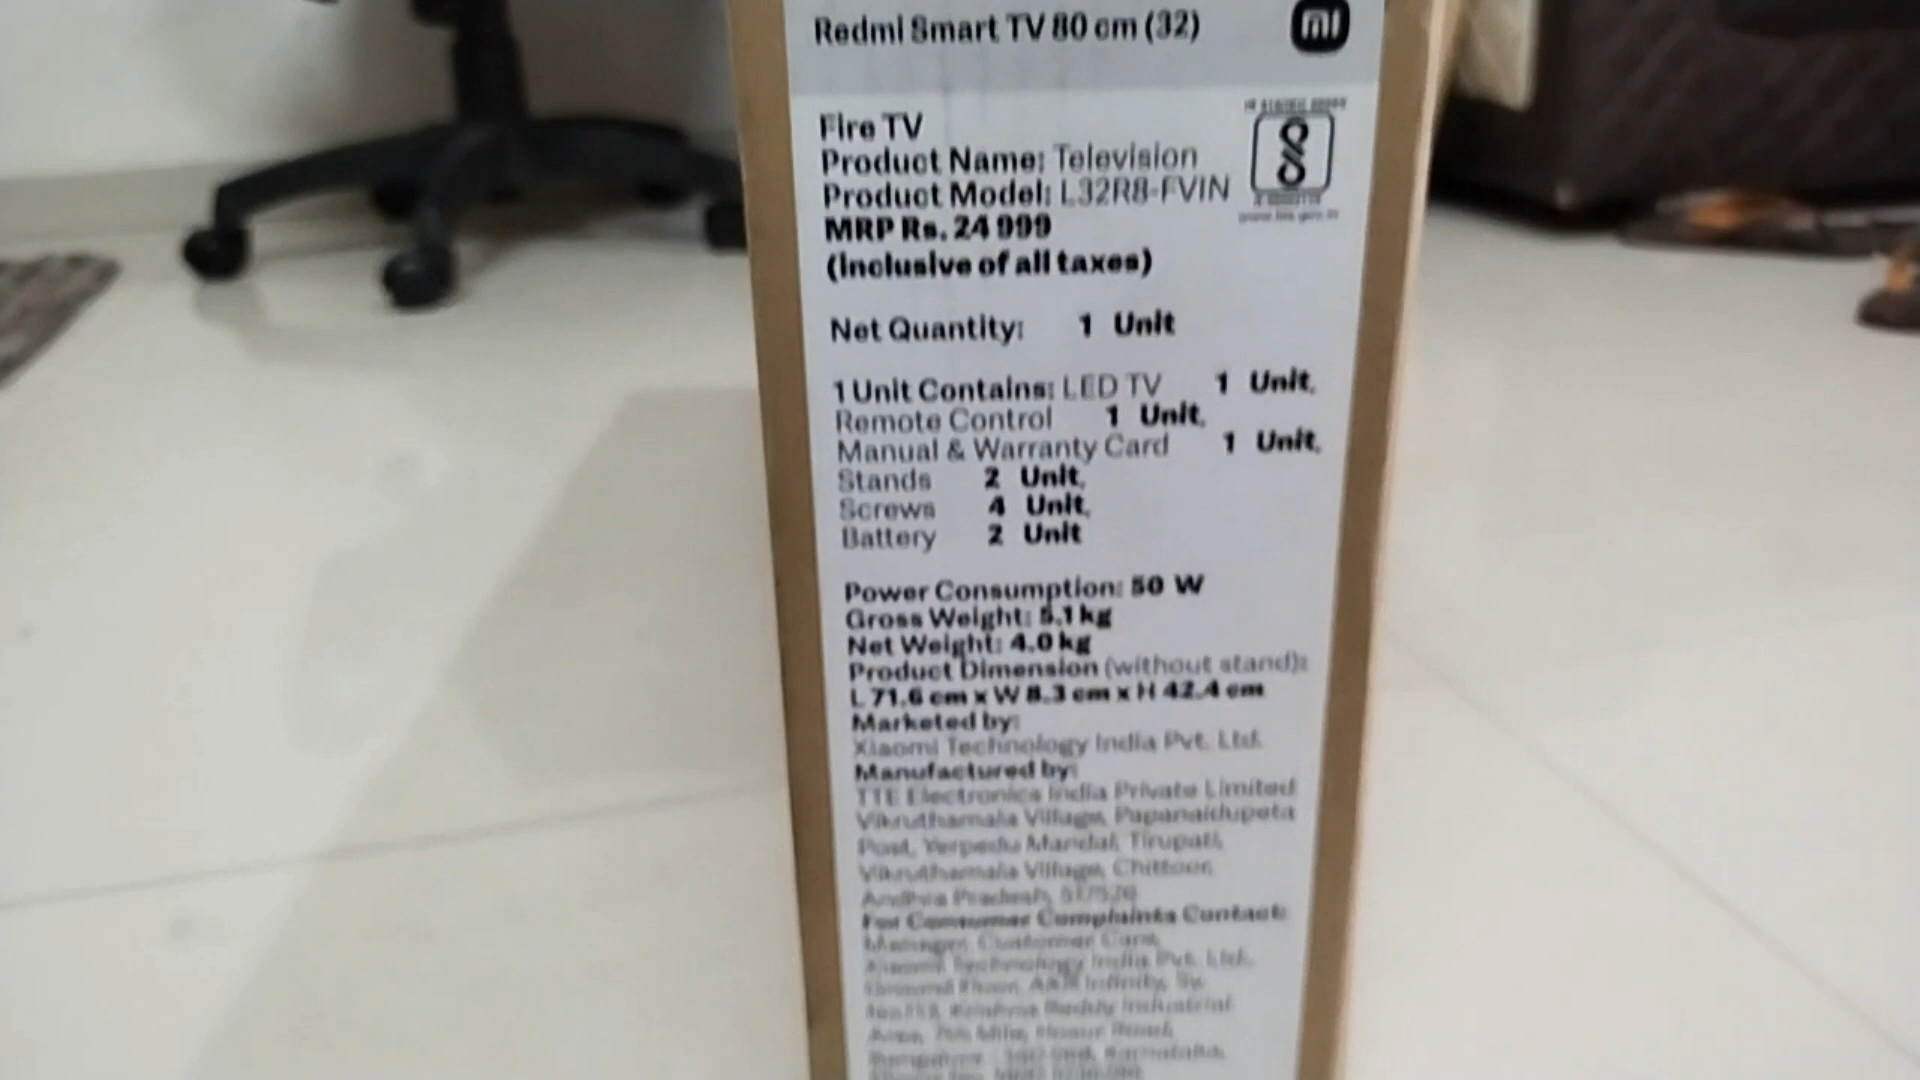 Redmi Smart TV 80 cm (32)
mi
Fire TV
Product Name: Television
Product Model: L32R8-FVIN
MRP Rs. 24 999
(inclusive of all taxes)
Net Quantity: 1 Unit
1 Unit Contains: LED TV 1 Unit,
Remote Control 1 Unit,
Manual & Warranty Card 1 Unit,
Stands 2 Unit,
Screws 4 Unit,
Battery 2 Unit
Power Consumption: 50 W
Gross Weight: 5.1 kg
Net Weight: 4.0 kg
Product Dimension (without stand):
L 71.6 cm x W 8.3 cm x H 42.4 cm
Marketed by:
Xiaomi Technology India Pvt. Ltd.
Manufactured by:
TTE Electronics India Private Limited
Vikruthamala Village, Papanaidupeta
Post, Yerpedu Mandal, Tirupati,
Vikruthamala Village, Chittoor,
Andhra Pradesh,
For Consumer Complaints Contact:
Manager, Customer Care,
Xiaomi Technology India Pvt. Ltd.